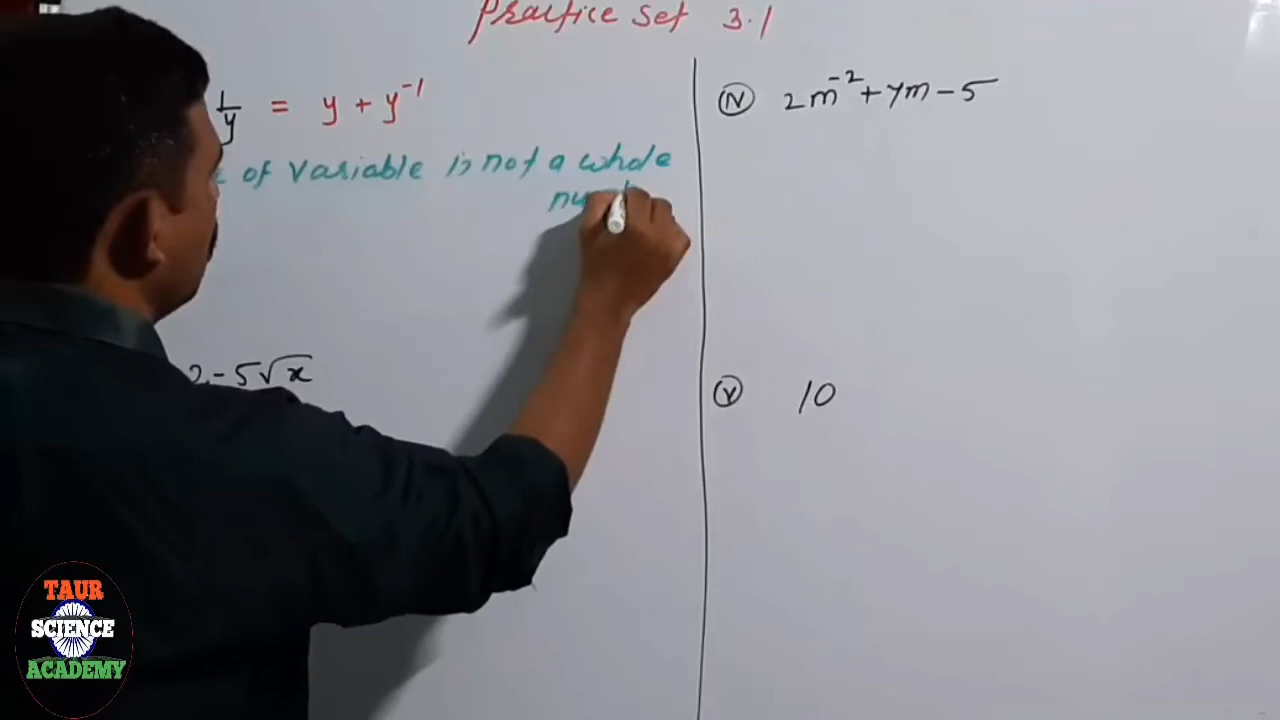 Practice Set 3.1
1/y = y + y⁻¹
of variable is not a whole
2 - 5√x
(IV) 2m⁻² + 7m - 5
(V) 10
TAUR
SCIENCE
ACADEMY